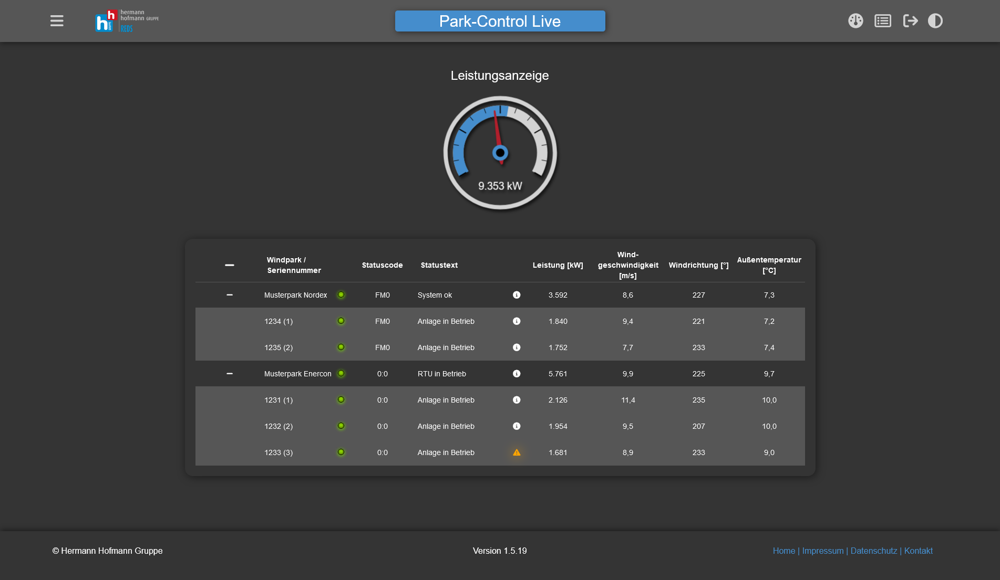 hermann
hofmann GRUPPE
hh
GRUPPE
REDS
Park-Control Live
Leistungsanzeige
9.353 kW
Windpark / Seriennummer Statuscode Statustext Leistung [kW] Wind-geschwindigkeit [m/s] Windrichtung [°] Außentemperatur [°C]
Musterpark Nordex FM0 System ok 3.592 8,6 227 7,3
1234 (1) FM0 Anlage in Betrieb 1.840 9,4 221 7,2
1235 (2) FM0 Anlage in Betrieb 1.752 7,7 233 7,4
Musterpark Enercon 0:0 RTU in Betrieb 5.761 9,9 225 9,7
1231 (1) 0:0 Anlage in Betrieb 2.126 11,4 235 10,0
1232 (2) 0:0 Anlage in Betrieb 1.954 9,5 207 10,0
1233 (3) 0:0 Anlage in Betrieb 1.681 8,9 233 9,0
© Hermann Hofmann Gruppe Version 1.5.19 Home | Impressum | Datenschutz | Kontakt